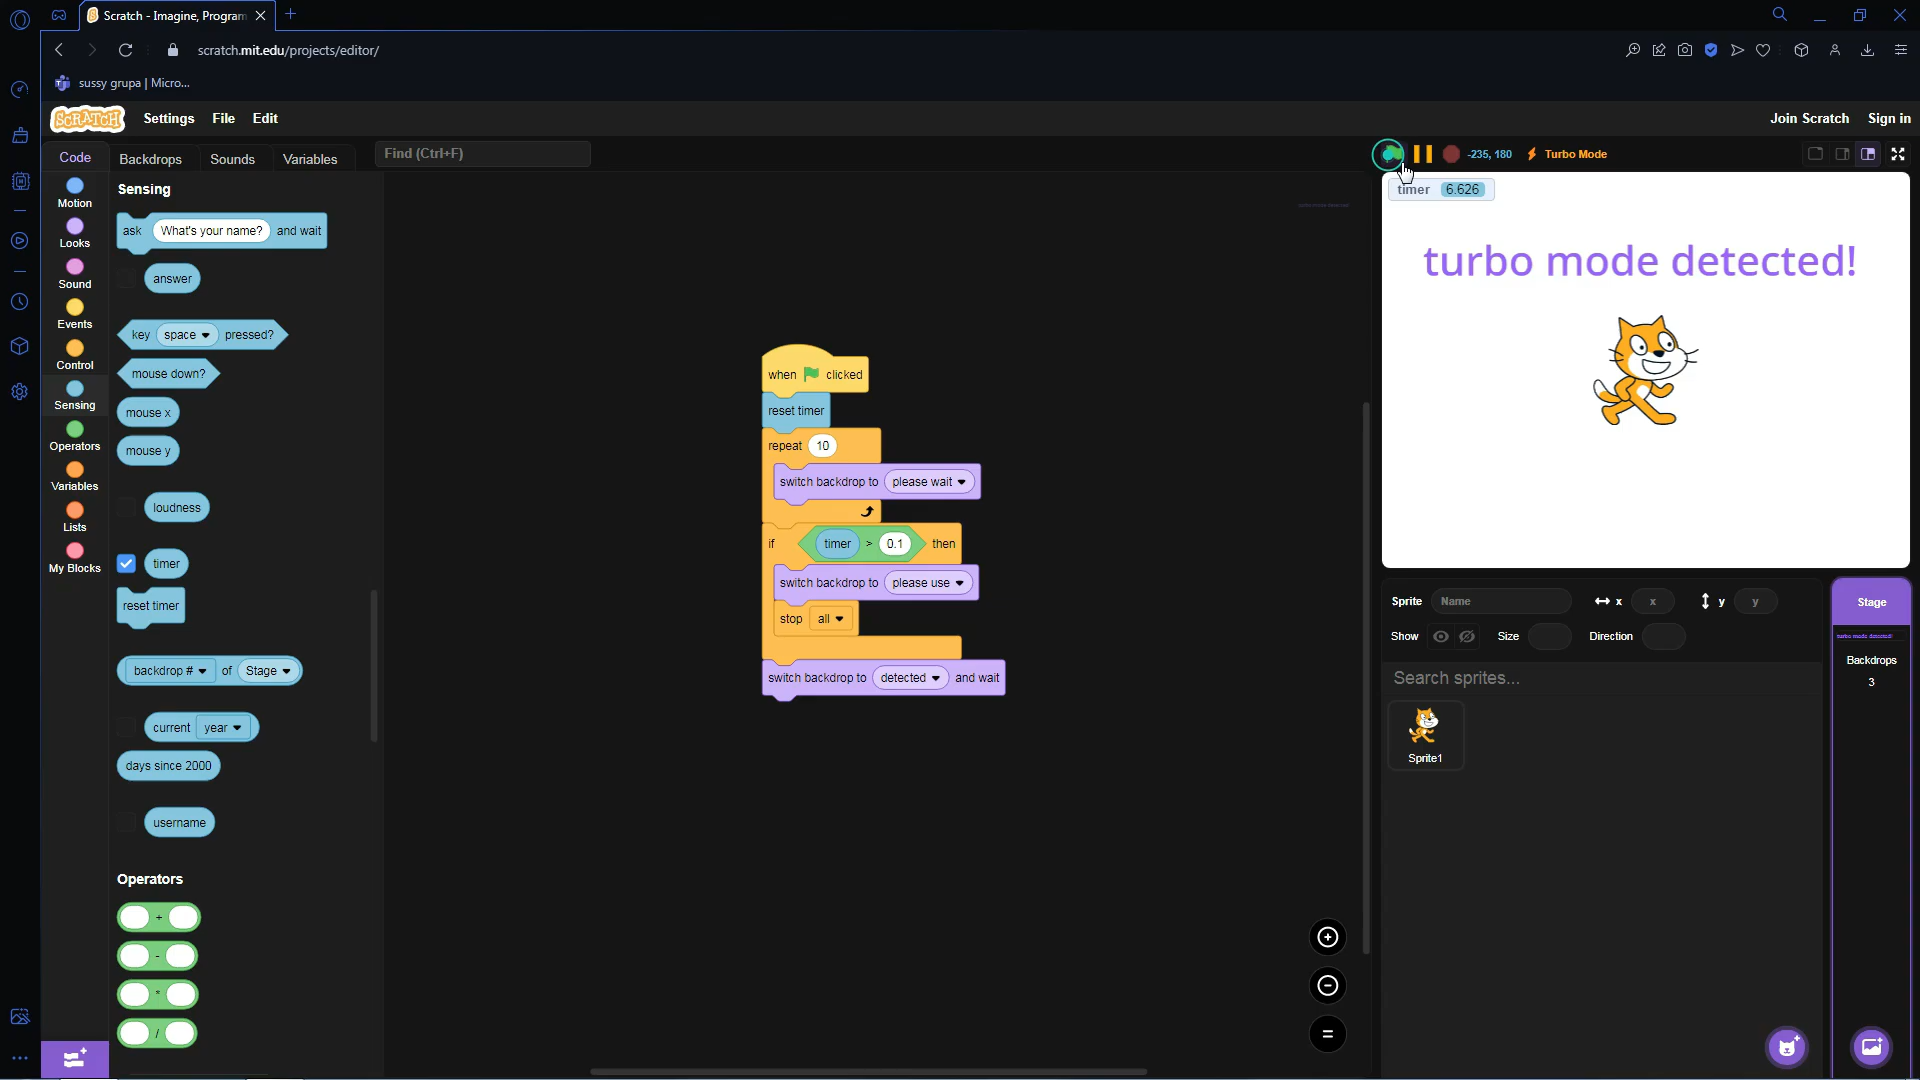 Scratch - Imagine, Program
scratch.mit.edu/projects/editor/
sussy grupa | Micro...
SCRATCH Settings File Edit Join Scratch Sign in
Code Backdrops Sounds Variables Find (Ctrl+F) -235, 180 Turbo Mode
Motion
Looks
Sound
Events
Control
Sensing
Operators
Variables
Lists
My Blocks
Sensing
ask What's your name? and wait
answer
key space pressed?
mouse down?
mouse x
mouse y
loudness
timer
reset timer
backdrop # of Stage
current year
days since 2000
username
Operators
+
-
*
/
when clicked
reset timer
repeat 10
switch backdrop to please wait
if timer > 0.1 then
switch backdrop to please use
stop all
switch backdrop to detected and wait
timer 6.626
turbo mode detected!
Sprite Name x x y y
Show Size Direction
Search sprites...
Sprite1
Stage
turbo mode detected!
Backdrops
3